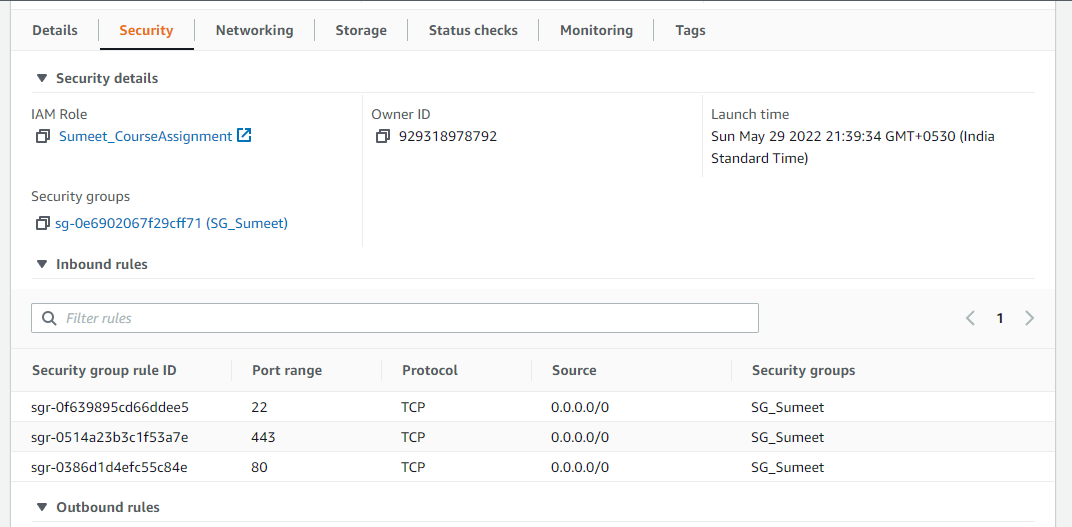 Details Security Networking Storage Status checks Monitoring Tags
Security details
IAM Role Owner ID Launch time
Sumeet_CourseAssignment 929318978792 Sun May 29 2022 21:39:34 GMT+0530 (India
Standard Time)
Security groups
sg-0e6902067f29cff71 (SG_Sumeet)
Inbound rules
Filter rules 1
Security group rule ID Port range Protocol Source Security groups
sgr-0f639895cd66ddee5 22 TCP 0.0.0.0/0 SG_Sumeet
sgr-0514a23b3c1f53a7e 443 TCP 0.0.0.0/0 SG_Sumeet
sgr-0386d1d4efc55c84e 80 TCP 0.0.0.0/0 SG_Sumeet
Outbound rules